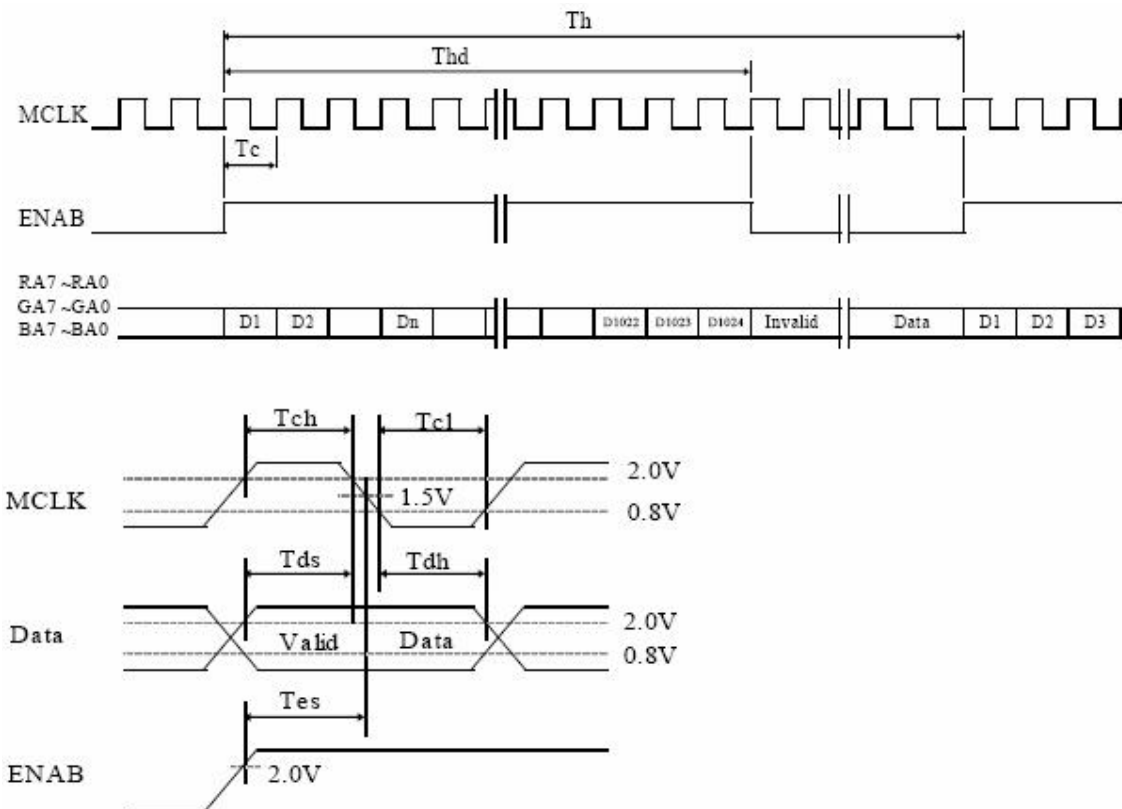 Th
Thd
MCLK
Tc
ENAB
RA7 ~RA0
GA7 ~GA0
BA7 ~BA0
D1 D2 Dn D1022 D1023 D1024 Invalid Data D1 D2 D3
Tch Tcl
2.0V
MCLK 1.5V
0.8V
Tds Tdh
2.0V
Data Valid Data
0.8V
Tes
ENAB 2.0V